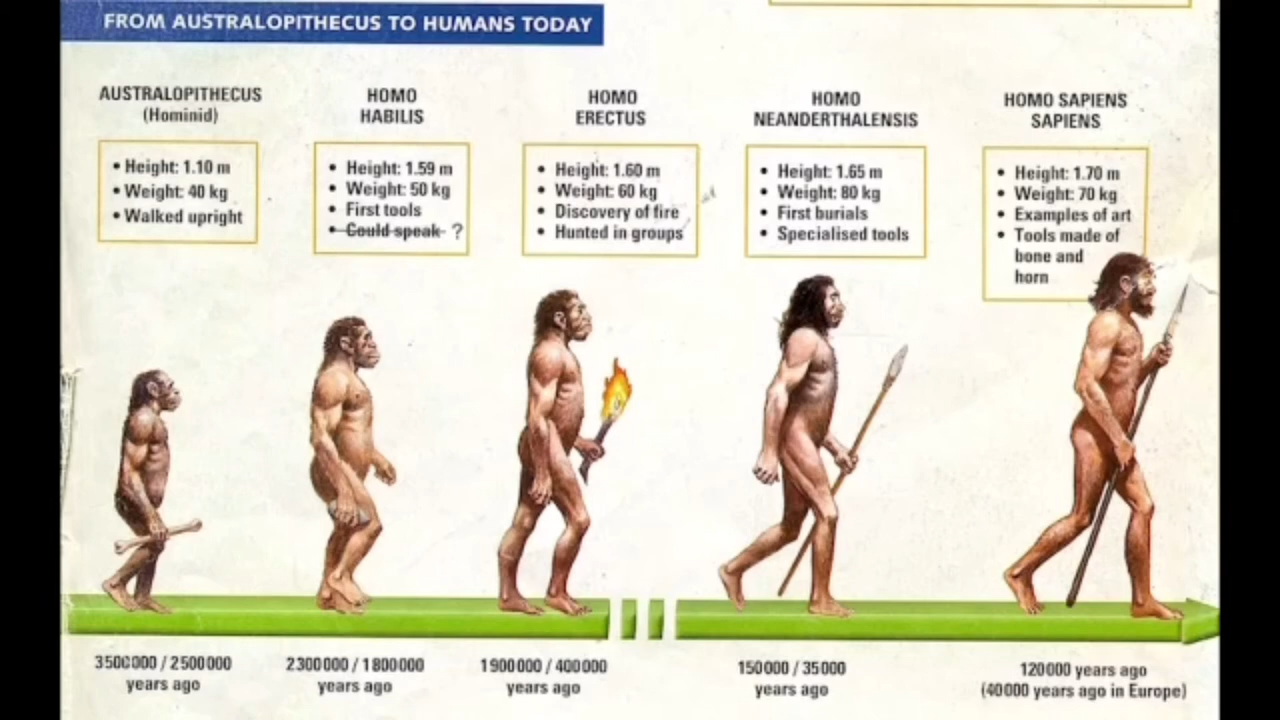 FROM AUSTRALOPITHECUS TO HUMANS TODAY
AUSTRALOPITHECUS
(Hominid)
• Height: 1.10 m
• Weight: 40 kg
• Walked upright
HOMO
HABILIS
• Height: 1.59 m
• Weight: 50 kg
• First tools
• Could speak ?
HOMO
ERECTUS
• Height: 1.60 m
• Weight: 60 kg
• Discovery of fire
• Hunted in groups
HOMO
NEANDERTHALENSIS
• Height: 1.65 m
• Weight: 80 kg
• First burials
• Specialised tools
HOMO SAPIENS
SAPIENS
• Height: 1.70 m
• Weight: 70 kg
• Examples of art
• Tools made of
bone and
horn
3500000 / 2500000
years ago
2300000 / 1800000
years ago
1900000 / 400000
years ago
150000 / 35000
years ago
120000 years ago
(40000 years ago in Europe)